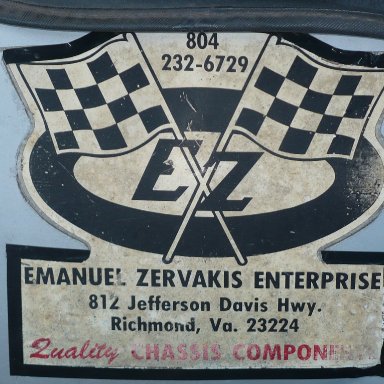 804
232-6729
EZ
EMANUEL ZERVAKIS ENTERPRISE
812 Jefferson Davis Hwy.
Richmond, Va. 23224
Quality CHASSIS COMPONEN